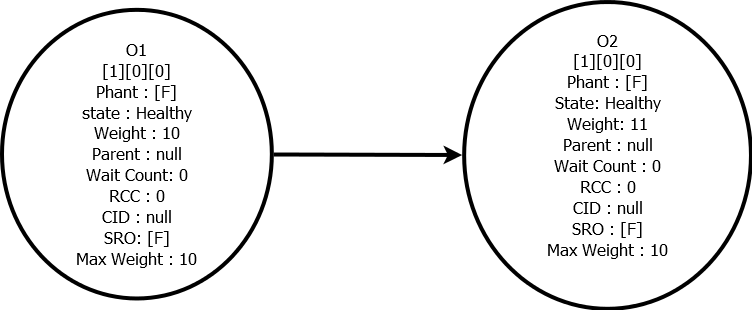 O1
[1][0][0]
Phant : [F]
state : Healthy
Weight : 10
Parent : null
Wait Count: 0
RCC : 0
CID : null
SRO: [F]
Max Weight : 10
O2
[1][0][0]
Phant : [F]
State: Healthy
Weight: 11
Parent : null
Wait Count : 0
RCC : 0
CID : null
SRO : [F]
Max Weight : 10